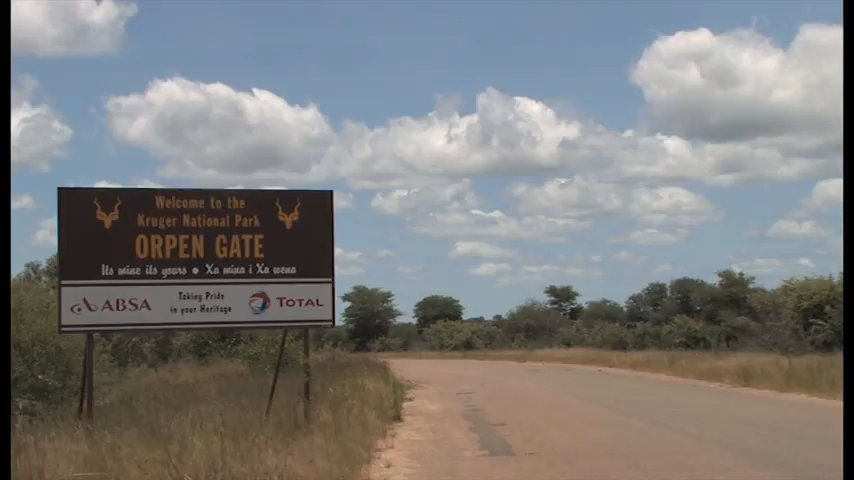 Welcome to the
Kruger National Park
ORPEN GATE
Its mine its yours • Xa mina i Xa wena
ABSA
Taking Pride
in your Heritage
TOTAL